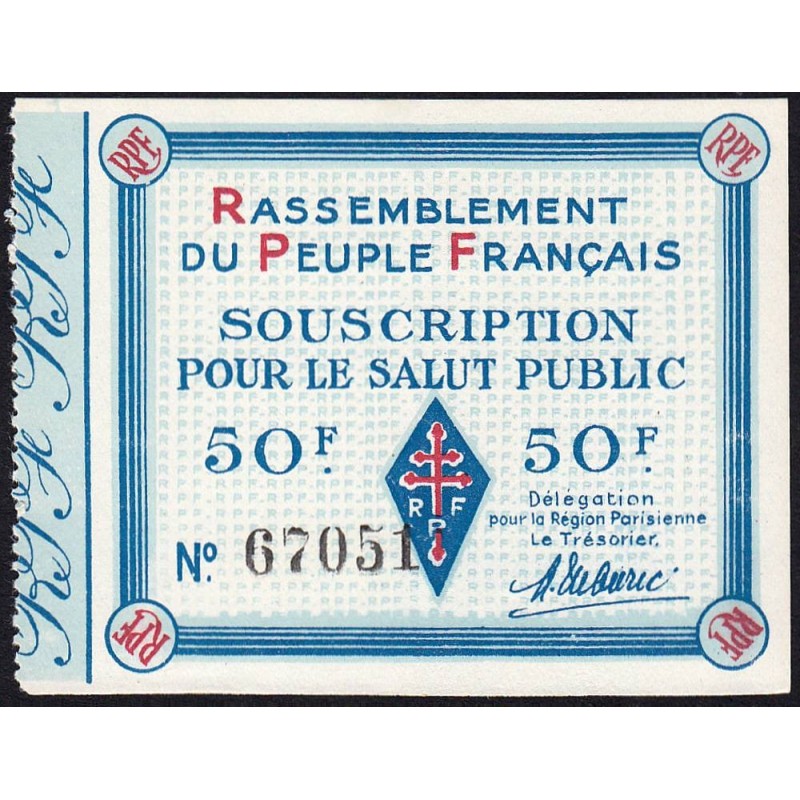 RPF RPF
RASSEMBLEMENT
DU PEUPLE FRANÇAIS
SOUSCRIPTION
POUR LE SALUT PUBLIC
50F. 50F.
R P F
Délégation
pour la Région Parisienne
Le Trésorier,
No. 67051
RPF RPF